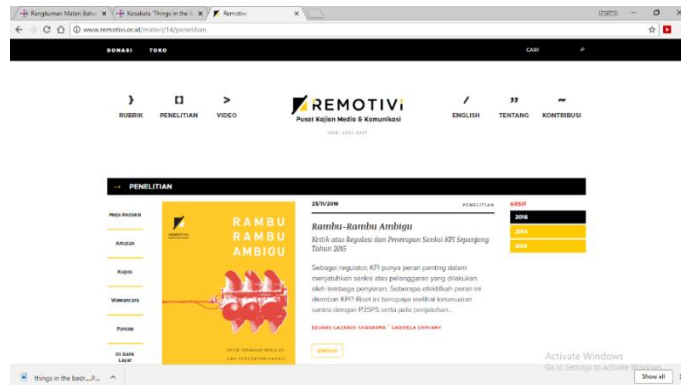 Rangkuman Materi Baha
Kosakata 'Things in the B
Remotivi
www.remotivi.or.id/materi/14/penelitian
DONASI TOKO
CARI
RUBRIK PENELITIAN VIDEO
REMOTIVI
Pusat Kajian Media & Komunikasi
ENGLISH TENTANG KONTRIBUSI
→ PENELITIAN
Meja Redaksi
Amatan
Kupas
Wawancara
Pantau
Di Balik
Layar
REMOTIVI
RAMBU
RAMBU
AMBIGU
23/11/2016 PENELITIAN
Rambu-Rambu Ambigu
Kritik atas Regulasi dan Penerapan Sanksi KPI Sepanjang
Tahun 2015
Sebagai regulator, KPI punya peran penting dalam
menjatuhkan sanksi atas pelanggaran yang dilakukan
oleh lembaga penyiaran. Seberapa efektifkah peran ini
diemban KPI? Riset ini berupaya melihat kesesuaian
sanksi dengan P3SPS serta pola penjatuhan...
UNDUH
ARSIP
2016
2014
2013
Activate Windows
Go to Settings to activate Windows.
things in the bedr....P...
Show all